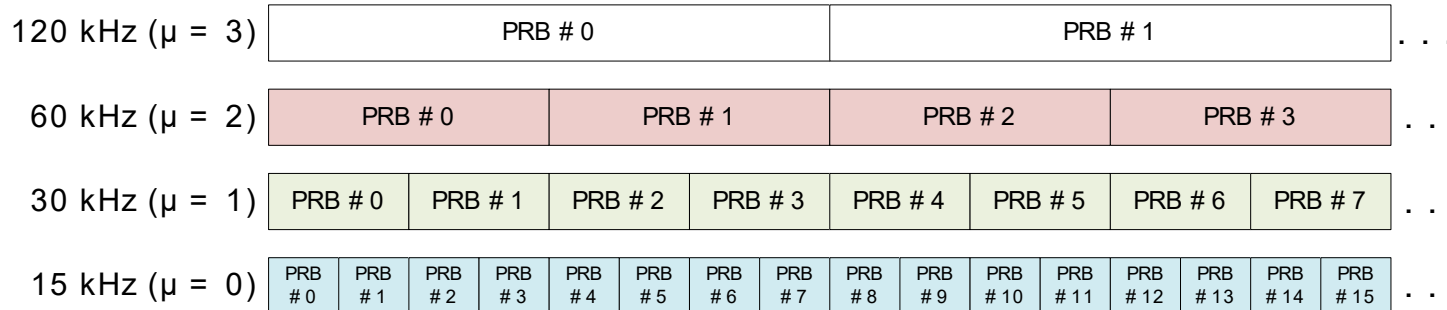 120 kHz (μ = 3) PRB # 0 PRB # 1 . . .
60 kHz (μ = 2) PRB # 0 PRB # 1 PRB # 2 PRB # 3 . .
30 kHz (μ = 1) PRB # 0 PRB # 1 PRB # 2 PRB # 3 PRB # 4 PRB # 5 PRB # 6 PRB # 7 . .
15 kHz (μ = 0) PRB # 0 PRB # 1 PRB # 2 PRB # 3 PRB # 4 PRB # 5 PRB # 6 PRB # 7 PRB # 8 PRB # 9 PRB # 10 PRB # 11 PRB # 12 PRB # 13 PRB # 14 PRB # 15 . .